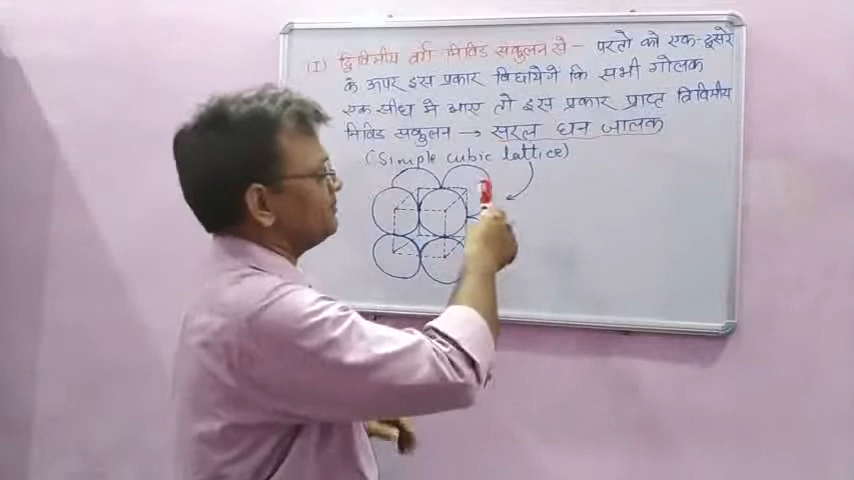 (I) द्विविमीय वर्ग निविड संकुलन से - परतो को एक-दूसरे
के ऊपर इस प्रकार बिछायेगें कि सभी गोलक
एक सीध मे आए तो इस प्रकार प्राप्त त्रिविमीय
निविड संकुलन → सरल घन जालक
(Simple cubic lattice)